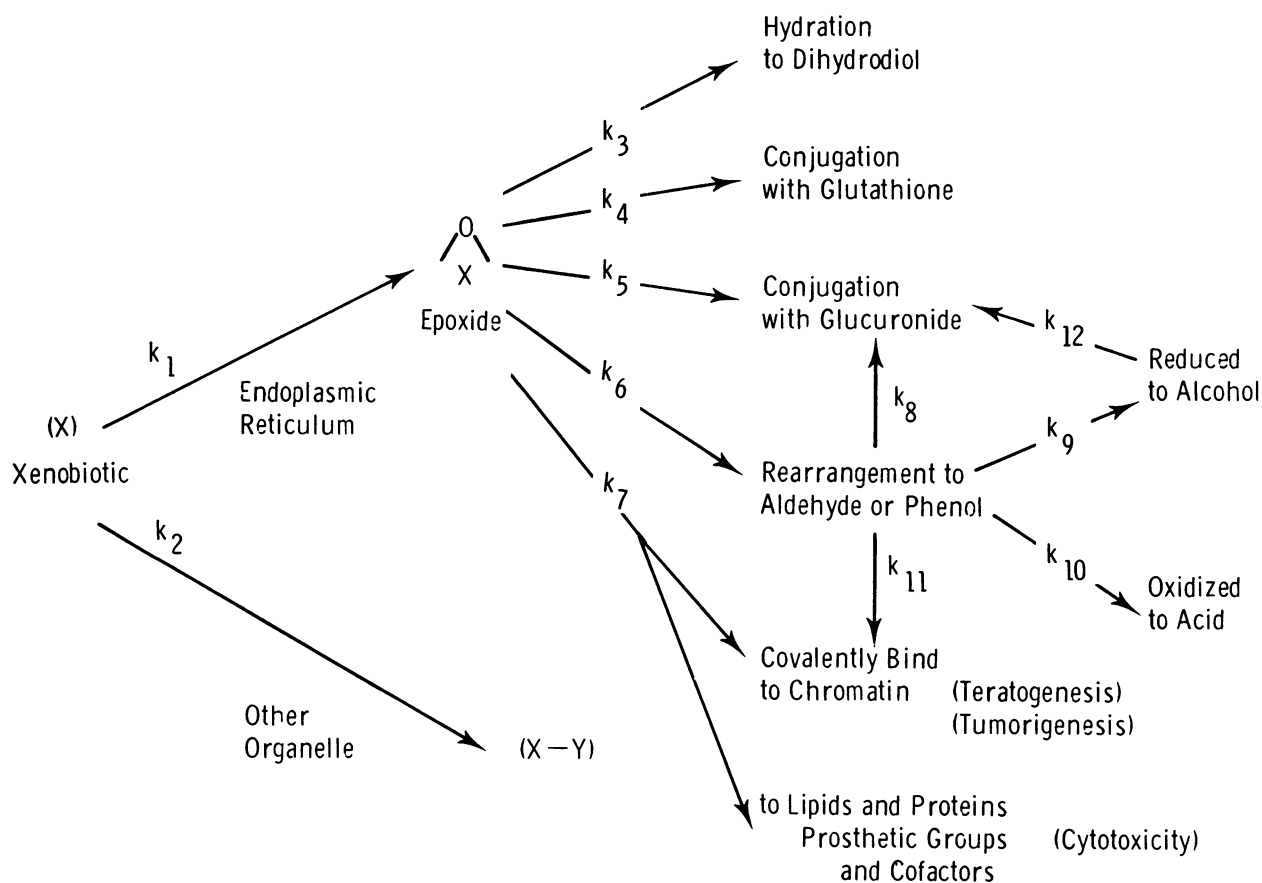 Hydration
to Dihydrodiol
k3
Conjugation
with Glutathione
k4
O
X
Epoxide
k5
Conjugation
with Glucuronide
k12
Reduced
to Alcohol
k1
Endoplasmic
Reticulum
k6
k8
k9
(X)
Xenobiotic
k7
Rearrangement to
Aldehyde or Phenol
k2
k11
k10
Oxidized
to Acid
Covalently Bind
to Chromatin (Teratogenesis)
(Tumorigenesis)
Other
Organelle
(X—Y)
to Lipids and Proteins
Prosthetic Groups (Cytotoxicity)
and Cofactors